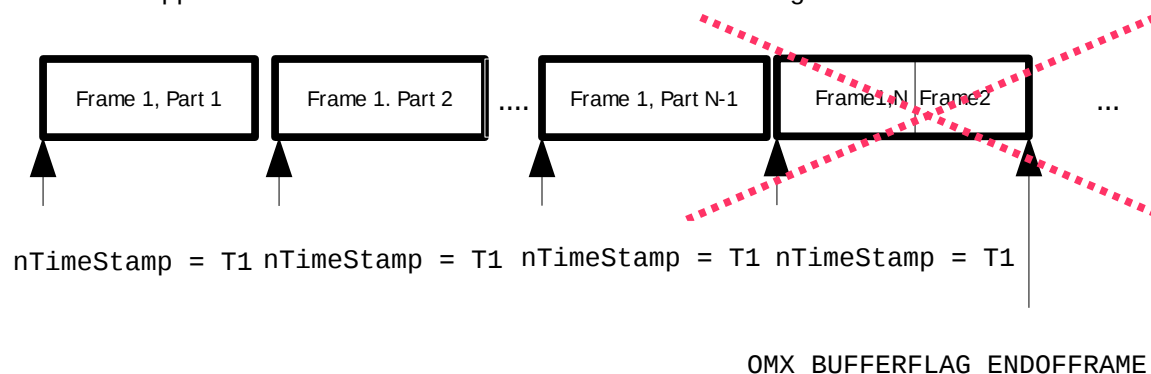 Frame 1, Part 1
Frame 1. Part 2
....
Frame 1, Part N-1
Frame1,N
Frame2
...
nTimeStamp = T1
nTimeStamp = T1
nTimeStamp = T1
nTimeStamp = T1
OMX BUFFERFLAG ENDOFFRAME